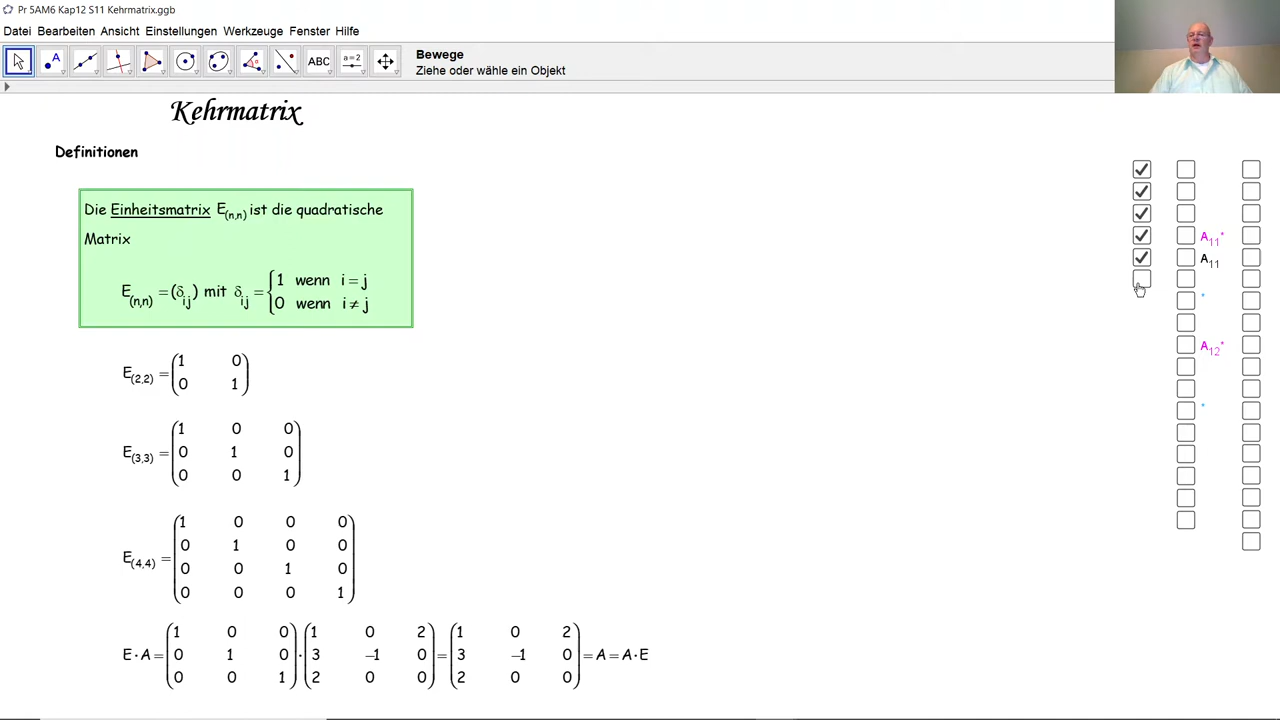 Pr 5AM6 Kap12 S11 Kehrmatrix.ggb
Datei Bearbeiten Ansicht Einstellungen Werkzeuge Fenster Hilfe
A
ABC
a=2
Bewege
Ziehe oder wähle ein Objekt
Kehrmatrix
Definitionen
Die Einheitsmatrix E(n,n) ist die quadratische
Matrix
E(n,n) = (δij) mit δij = { 1 wenn i = j
0 wenn i ≠ j
E(2,2) = (1 0
0 1)
E(3,3) = (1 0 0
0 1 0
0 0 1)
E(4,4) = (1 0 0 0
0 1 0 0
0 0 1 0
0 0 0 1)
E·A = (1 0 0
0 1 0
0 0 1) · (1 0 2
3 −1 0
2 0 0) = (1 0 2
3 −1 0
2 0 0) = A = A·E
A11*
A11
*
A12*
*